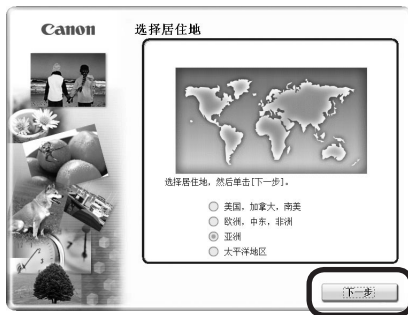 Canon
选择居住地
选择居住地，然后单击[下一步]。
美国，加拿大，南美
欧洲，中东，非洲
亚洲
太平洋地区
下一步